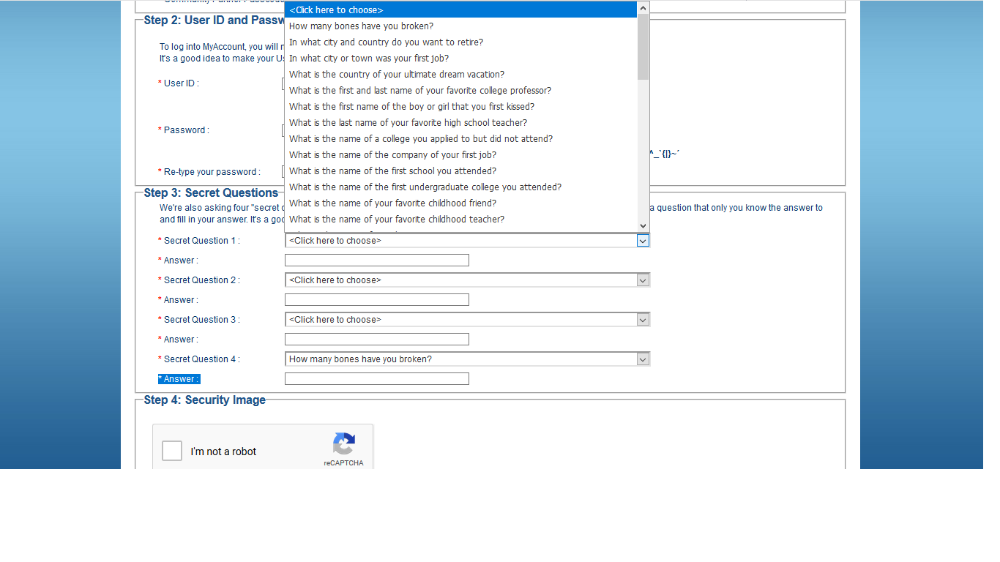 <Click here to choose>
How many bones have you broken?
Step 2: User ID and Passw
In what city and country do you want to retire?
To log into MyAccount, you will
It's a good idea to make your
In what city or town was your first job?
What is the country of your ultimate dream vacation?
* User ID :
What is the first and last name of your favorite college professor?
What is the first name of the boy or girl that you first kissed?
What is the last name of your favorite high school teacher?
* Password :
What is the name of a college you applied to but did not attend?
What is the name of the company of your first job?
^_`{|}~´
What is the name of the first school you attended?
* Re-type your password :
What is the name of the first undergraduate college you attended?
Step 3: Secret Questions
What is the name of your favorite childhood friend?
We're also asking four "secret
a question that only you know the answer to
and fill in your answer. It's a
What is the name of your favorite childhood teacher?
* Secret Question 1 :
<Click here to choose>
* Answer :
* Secret Question 2 :
<Click here to choose>
* Answer :
* Secret Question 3 :
<Click here to choose>
* Answer :
* Secret Question 4 :
How many bones have you broken?
* Answer :
Step 4: Security Image
I'm not a robot
reCAPTCHA